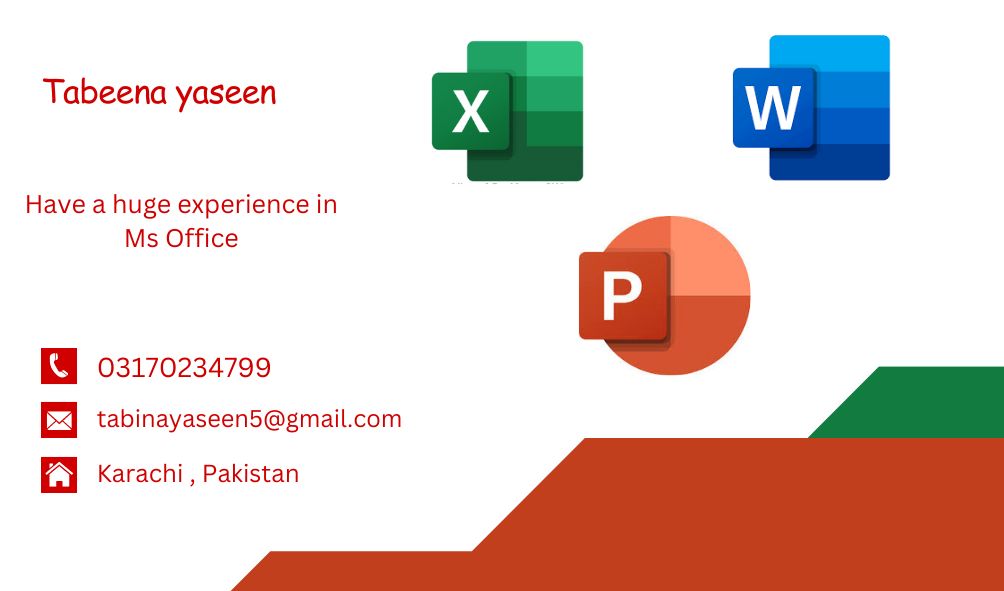 Tabeena yaseen
X
W
Have a huge experience in
Ms Office
P
03170234799
tabinayaseen5@gmail.com
Karachi , Pakistan